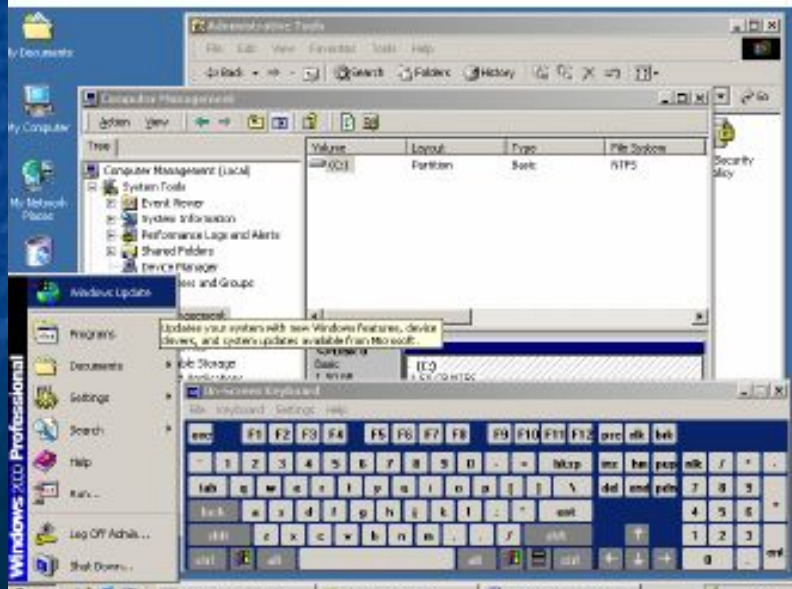 Administrative Tools
File Edit View Favorites Tools Help
Back Search Folders History
Go
My Documents
My Computer
My Network Places
Computer Management
Action View
Tree
Computer Management (Local)
System Tools
Event Viewer
System Information
Performance Logs and Alerts
Shared Folders
Device Manager
and Groups
Volume Layout Type File System
(C:) Partition Basic NTFS
Security
Windows Update
Updates your system with new Windows features, device
drivers, and system updates available from Microsoft.
Programs
Documents
Settings
Search
Help
Run...
Log Off Admin...
Shut Down...
Windows 2000 Professional
Storage
Basic
(C:)
On-Screen Keyboard
File Keyboard Settings Help
esc F1 F2 F3 F4 F5 F6 F7 F8 F9 F10 F11 F12 psc slk brk
` 1 2 3 4 5 6 7 8 9 0 - = bksp ins hm pup nlk / * -
tab q w e r t y u i o p [ ] \ del end pdn 7 8 9 +
lock a s d f g h j k l ; ' ent 4 5 6
shft z x c v b n m , . / shft 1 2 3
ctrl alt alt ctrl 0 . ent